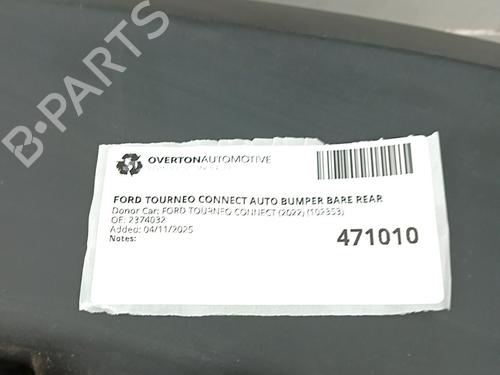 B-PARTS
OVERTONAUTOMOTIVE
FORD TOURNEO CONNECT AUTO BUMPER BARE REAR
Donor Car: FORD TOURNEO CONNECT (2022) (102353)
OE: 2374032
Added: 04/11/2025
Notes:
471010